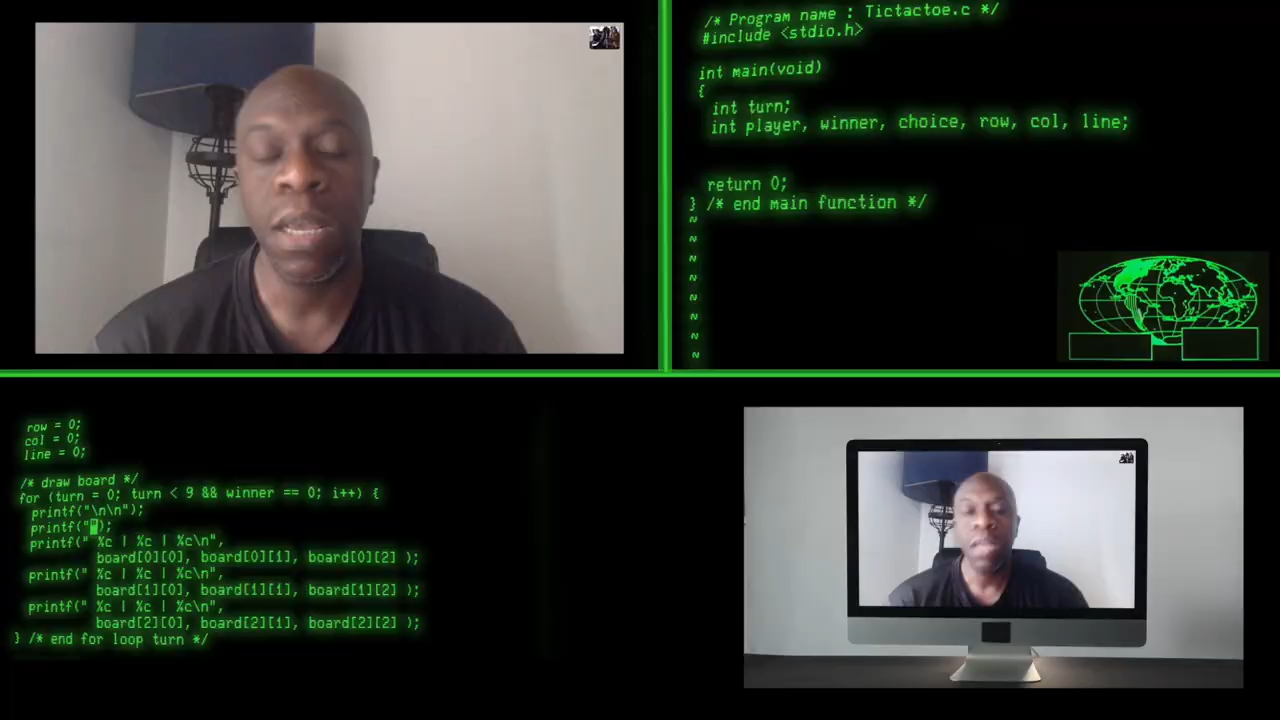 /* Program name : Tictactoe.c */
#include <stdio.h>
int main(void)
{
int turn;
int player, winner, choice, row, col, line;
return 0;
} /* end main function */
~
~
~
~
~
~
~
~
row = 0;
col = 0;
line = 0;
/* draw board */
for (turn = 0; turn < 9 && winner == 0; i++) {
printf("\n\n");
printf("");
printf(" %c | %c | %c\n",
board[0][0], board[0][1], board[0][2] );
printf(" %c | %c | %c\n",
board[1][0], board[1][1], board[1][2] );
printf(" %c | %c | %c\n",
board[2][0], board[2][1], board[2][2] );
} /* end for loop turn */